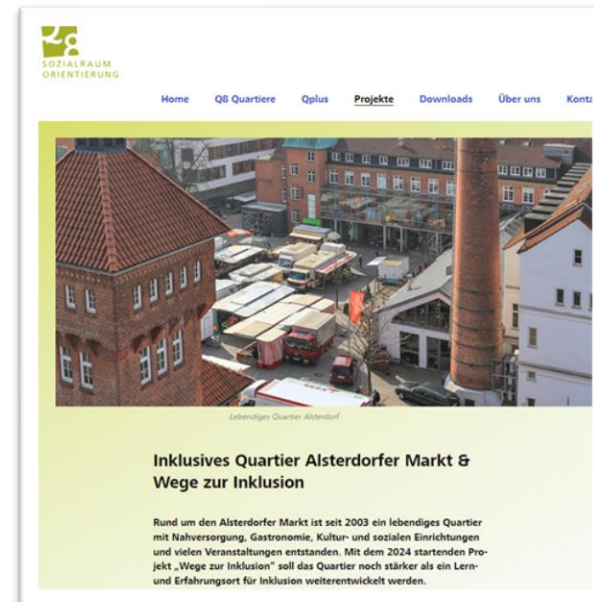 SOZIALRAUM
ORIENTIERUNG
Home Q8 Quartiere Qplus Projekte Downloads Über uns Konta
Lebendiges Quartier Alsterdorf
Inklusives Quartier Alsterdorfer Markt &
Wege zur Inklusion
Rund um den Alsterdorfer Markt ist seit 2003 ein lebendiges Quartier
mit Nahversorgung, Gastronomie, Kultur- und sozialen Einrichtungen
und vielen Veranstaltungen entstanden. Mit dem 2024 startenden Pro-
jekt „Wege zur Inklusion“ soll das Quartier noch stärker als ein Lern-
und Erfahrungsort für Inklusion weiterentwickelt werden.